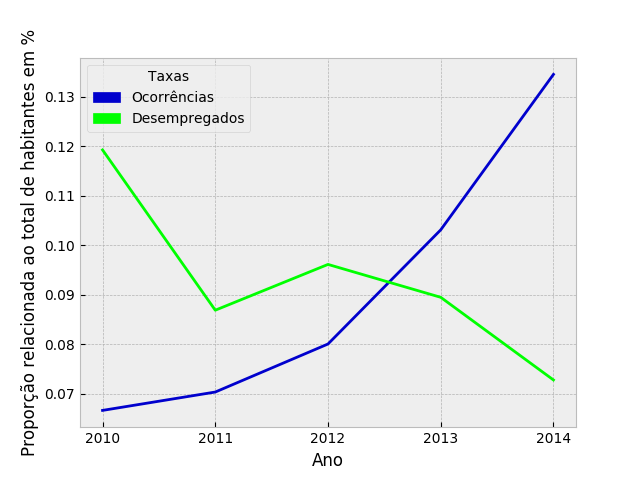 Proporção relacionada ao total de habitantes em %
Taxas
Ocorrências
Desempregados
0.13
0.12
0.11
0.10
0.09
0.08
0.07
2010 2011 2012 2013 2014
Ano